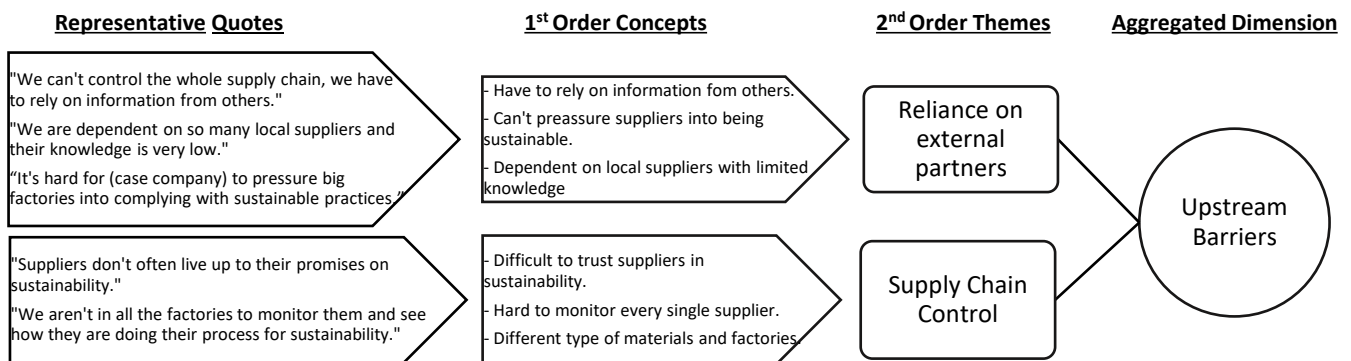 Representative Quotes
1st Order Concepts
2nd Order Themes
Aggregated Dimension
"We can't control the whole supply chain, we have
to rely on information from others."
"We are dependent on so many local suppliers and
their knowledge is very low."
“It's hard for (case company) to pressure big
factories into complying with sustainable practices.”
- Have to rely on information fom others.
- Can't preassure suppliers into being
sustainable.
- Dependent on local suppliers with limited
knowledge
Reliance on
external
partners
"Suppliers don't often live up to their promises on
sustainability."
"We aren't in all the factories to monitor them and see
how they are doing their process for sustainability."
- Difficult to trust suppliers in
sustainability.
- Hard to monitor every single supplier.
- Different type of materials and factories.
Supply Chain
Control
Upstream
Barriers